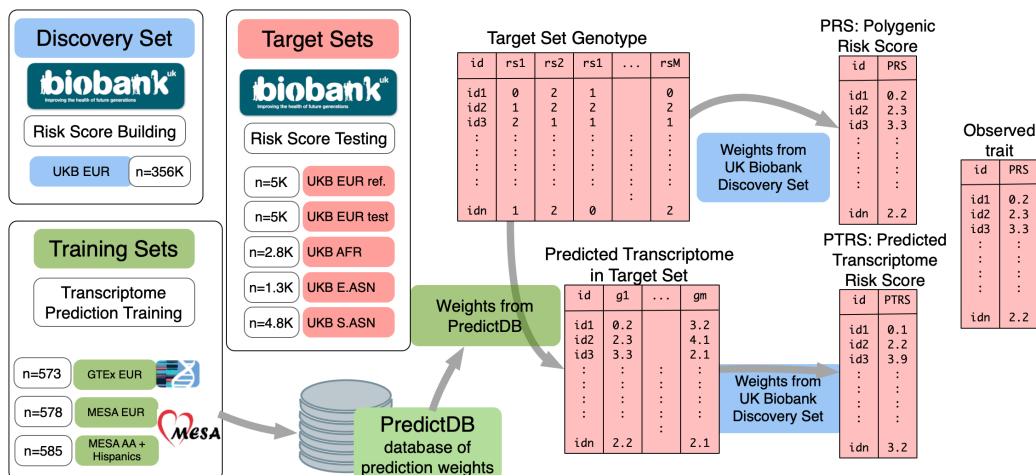 Discovery Set
biobank uk
Improving the health of future generations
Risk Score Building
UKB EUR n=356K
Training Sets
Transcriptome
Prediction Training
n=573 GTEx EUR
n=578 MESA EUR
n=585 MESA AA +
Hispanics
MESA
Target Sets
biobank uk
Improving the health of future generations
Risk Score Testing
n=5K UKB EUR ref.
n=5K UKB EUR test
n=2.8K UKB AFR
n=1.3K UKB E.ASN
n=4.8K UKB S.ASN
PredictDB
database of
prediction weights
Weights from
PredictDB
Target Set Genotype
id rs1 rs2 rs1 ... rsM
id1 0 2 1 0
id2 1 2 2 2
id3 2 1 1 1
: : : : : :
: : : : : :
: : : : : :
: : : : : :
:
idn 1 2 0 2
Weights from
UK Biobank
Discovery Set
PRS: Polygenic
Risk Score
id PRS
id1 0.2
id2 2.3
id3 3.3
: :
: :
: :
: :
: :
idn 2.2
Predicted Transcriptome
in Target Set
id g1 ... gm
id1 0.2 3.2
id2 2.3 4.1
id3 3.3 2.1
: : : :
: : : :
: : : :
: : : :
:
idn 2.2 2.1
Weights from
UK Biobank
Discovery Set
PTRS: Predicted
Transcriptome
Risk Score
id PTRS
id1 0.1
id2 2.2
id3 3.9
: :
: :
: :
: :
idn 3.2
Observed
trait
id PRS
id1 0.2
id2 2.3
id3 3.3
: :
: :
: :
: :
idn 2.2